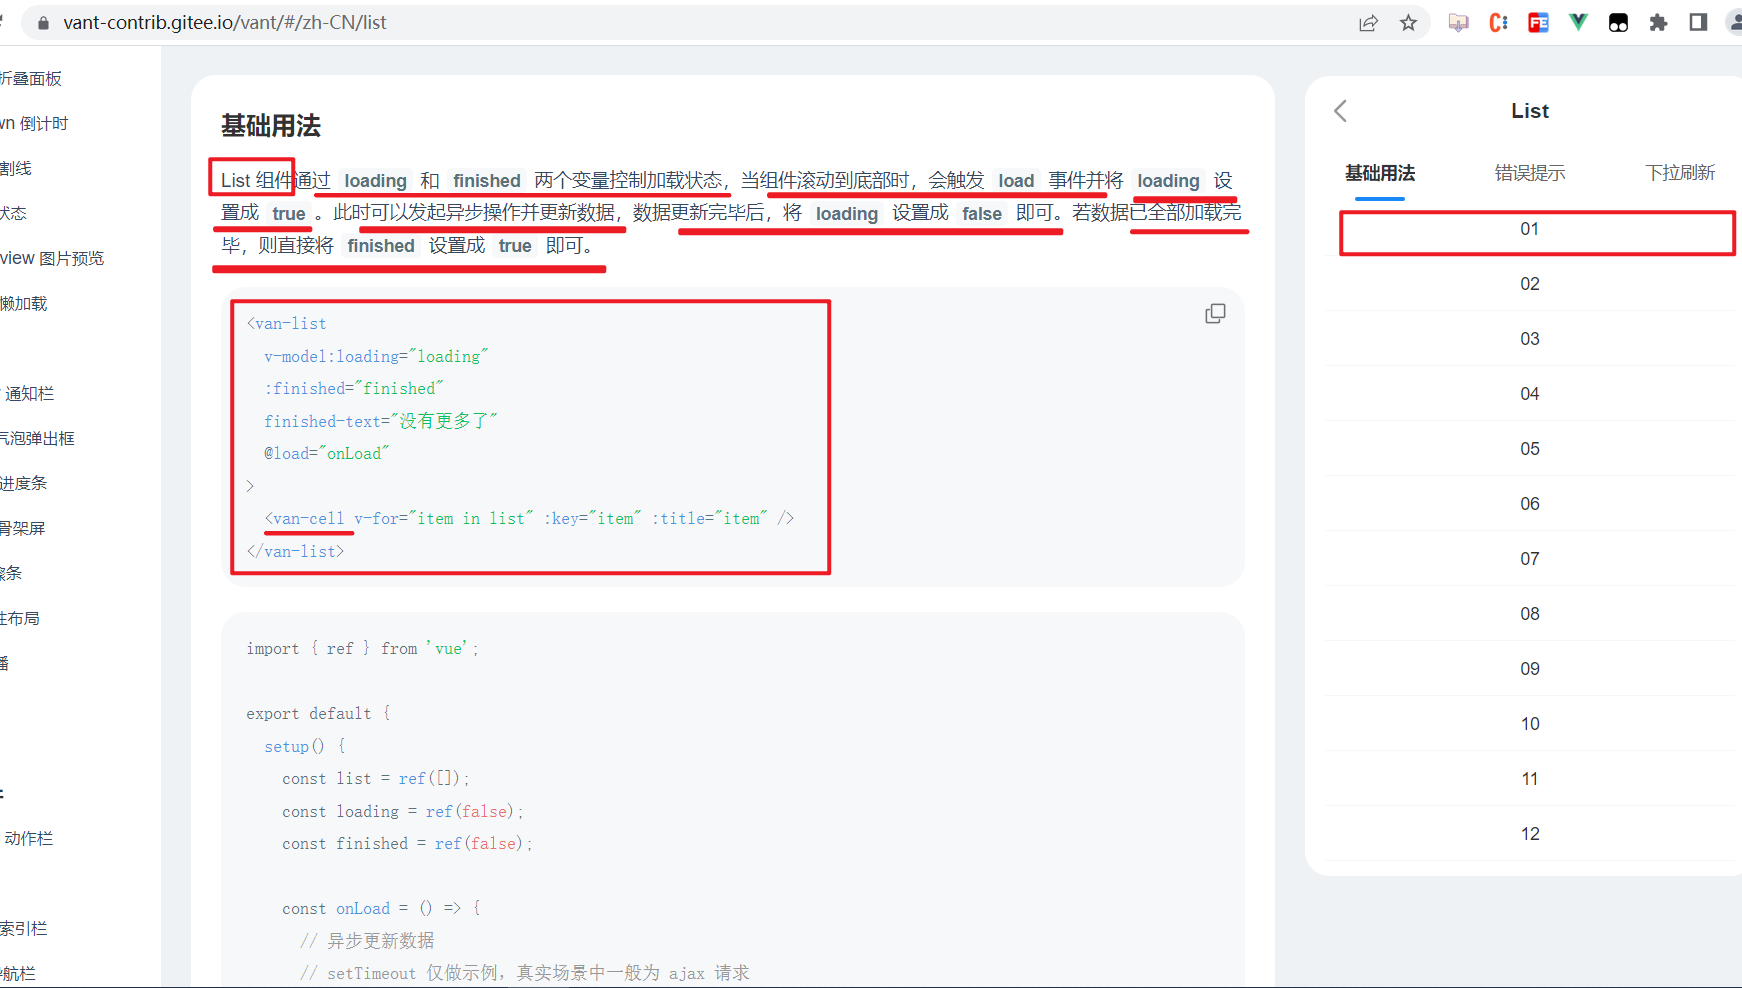 vant-contrib.gitee.io/vant/#/zh-CN/list
折叠面板
wn 倒计时
割线
状态
view 图片预览
懒加载
通知栏
气泡弹出框
进度条
骨架屏
条
性布局
播
动作栏
索引栏
导航栏
基础用法
List 组件通过 loading 和 finished 两个变量控制加载状态，当组件滚动到底部时，会触发 load 事件并将 loading 设
置成 true 。此时可以发起异步操作并更新数据，数据更新完毕后，将 loading 设置成 false 即可。若数据已全部加载完
毕，则直接将 finished 设置成 true 即可。
<van-list
v-model:loading="loading"
:finished="finished"
finished-text="没有更多了"
@load="onLoad"
>
<van-cell v-for="item in list" :key="item" :title="item" />
</van-list>
import { ref } from 'vue';
export default {
setup() {
const list = ref([]);
const loading = ref(false);
const finished = ref(false);
const onLoad = () => {
// 异步更新数据
// setTimeout 仅做示例，真实场景中一般为 ajax 请求
List
基础用法 错误提示 下拉刷新
01
02
03
04
05
06
07
08
09
10
11
12